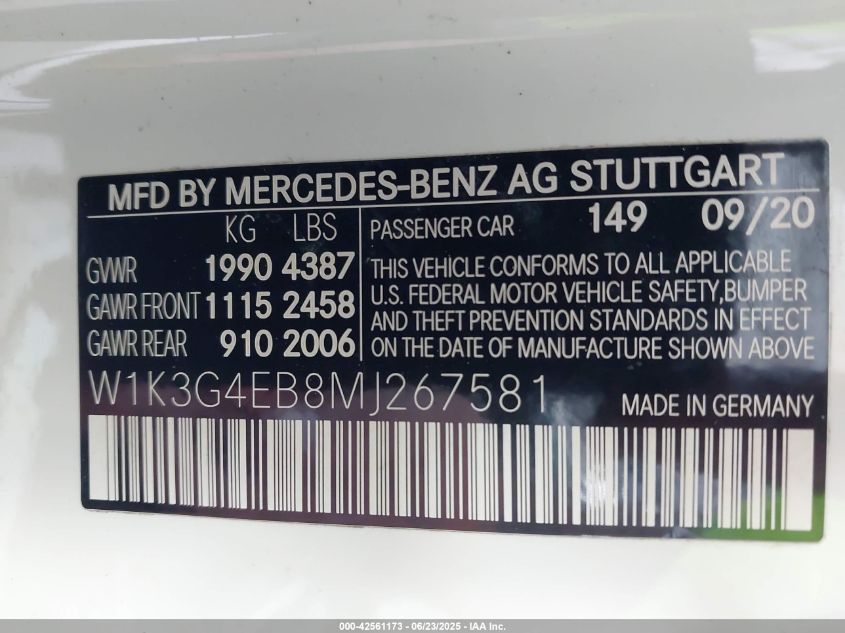 MFD BY MERCEDES-BENZ AG STUTTGART
KG LBS
GVWR 1990 4387
GAWR FRONT 1115 2458
GAWR REAR 910 2006
PASSENGER CAR 149 09/20
THIS VEHICLE CONFORMS TO ALL APPLICABLE
U.S. FEDERAL MOTOR VEHICLE SAFETY,BUMPER
AND THEFT PREVENTION STANDARDS IN EFFECT
ON THE DATE OF MANUFACTURE SHOWN ABOVE
W1K3G4EB8MJ267581
MADE IN GERMANY
000-42561173 - 06/23/2025 - IAA Inc.